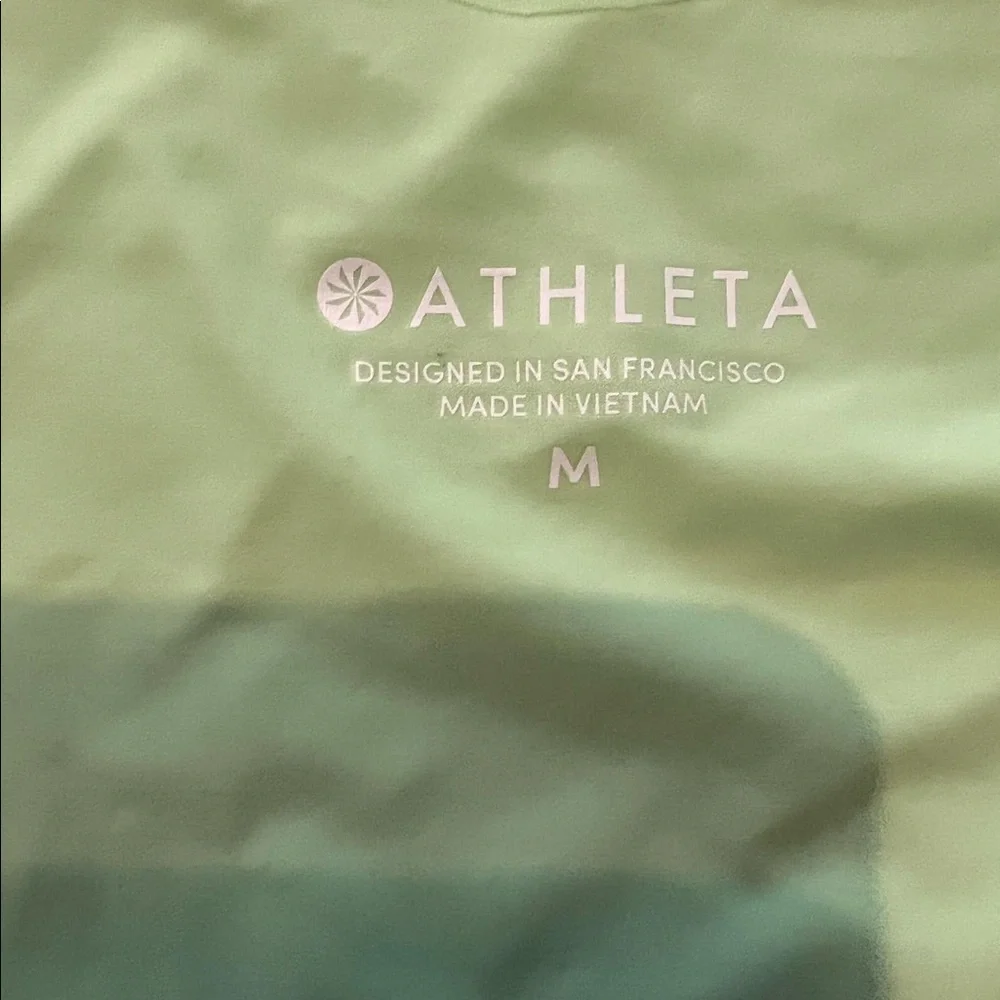 ATHLETA
DESIGNED IN SAN FRANCISCO
MADE IN VIETNAM
M